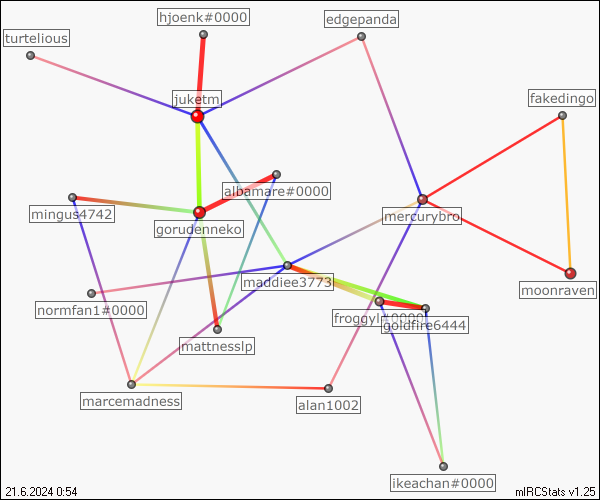 hjoenk#0000
edgepanda
turtelious
juketm
fakedingo
albamare#0000
mingus4742
mercurybro
gorudenneko
maddiee3773
moonraven
normfan1#0000
froggyl#0000
goldfire6444
mattnesslp
marcemadness
alan1002
ikeachan#0000
21.6.2024 0:54
mIRCStats v1.25